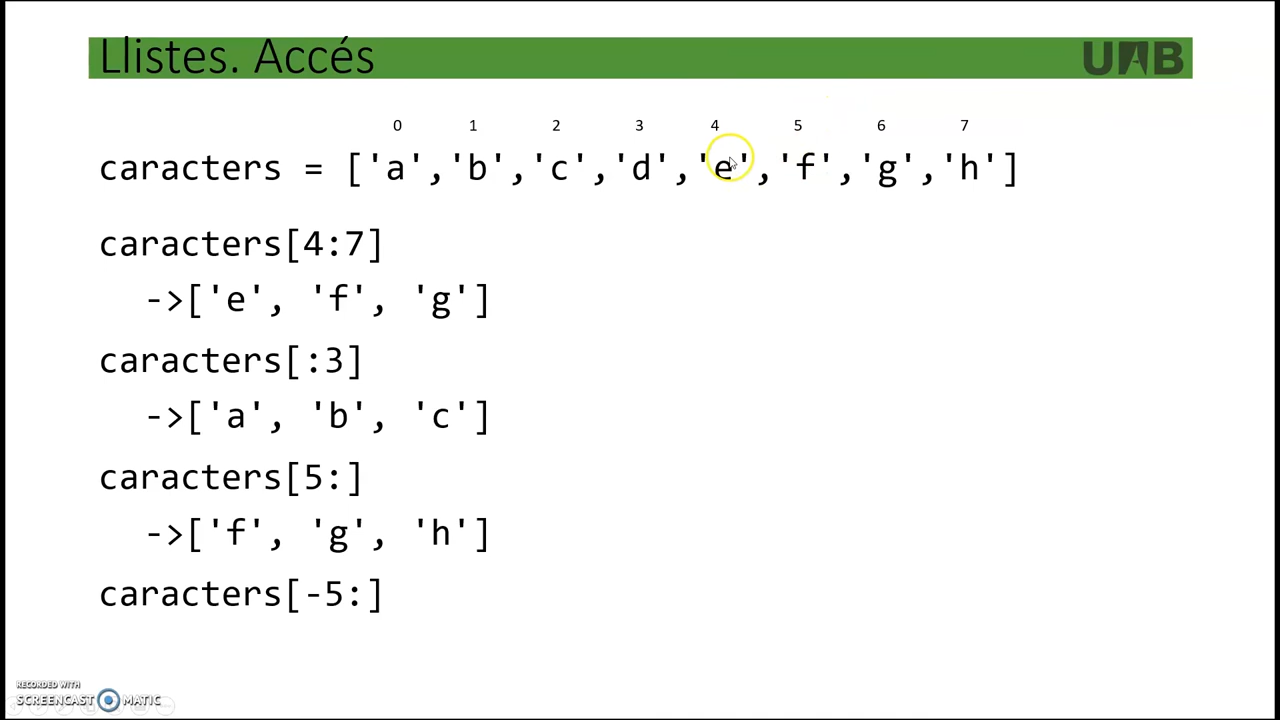 Llistes. Accés
UAB
0 1 2 3 4 5 6 7
caracters = ['a','b','c','d','e','f','g','h']
caracters[4:7]
->['e', 'f', 'g']
caracters[:3]
->['a', 'b', 'c']
caracters[5:]
->['f', 'g', 'h']
caracters[-5:]
RECORDED WITH
SCREENCAST MATIC